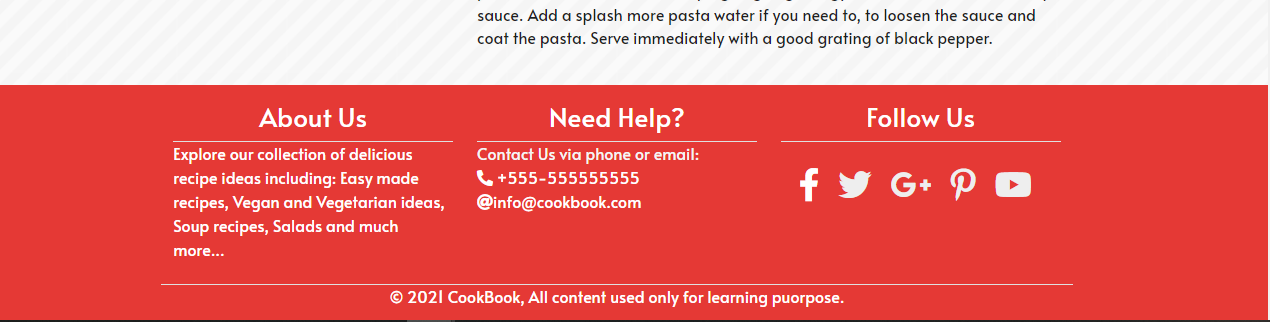 sauce. Add a splash more pasta water if you need to, to loosen the sauce and
coat the pasta. Serve immediately with a good grating of black pepper.
About Us
Explore our collection of delicious
recipe ideas including: Easy made
recipes, Vegan and Vegetarian ideas,
Soup recipes, Salads and much
more...
Need Help?
Contact Us via phone or email:
+555-555555555
@info@cookbook.com
Follow Us
© 2021 CookBook, All content used only for learning puorpose.